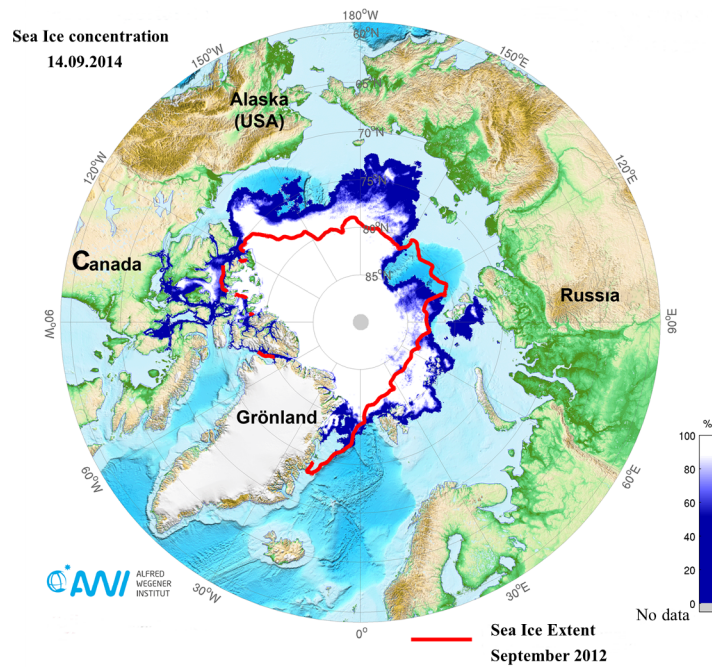 Sea Ice concentration
14.09.2014
180°
60°N
150°W
150°E
65°N
Alaska
(USA)
70°N
120°W
120°E
75°N
80°N
Canada
85°N
Russia
90°W
90°E
Grönland
%
100
80
60
40
20
0
No data
60°W
60°E
ALFRED
WEGENER
INSTITUT
AWI
30°W
30°E
0°
Sea Ice Extent
September 2012